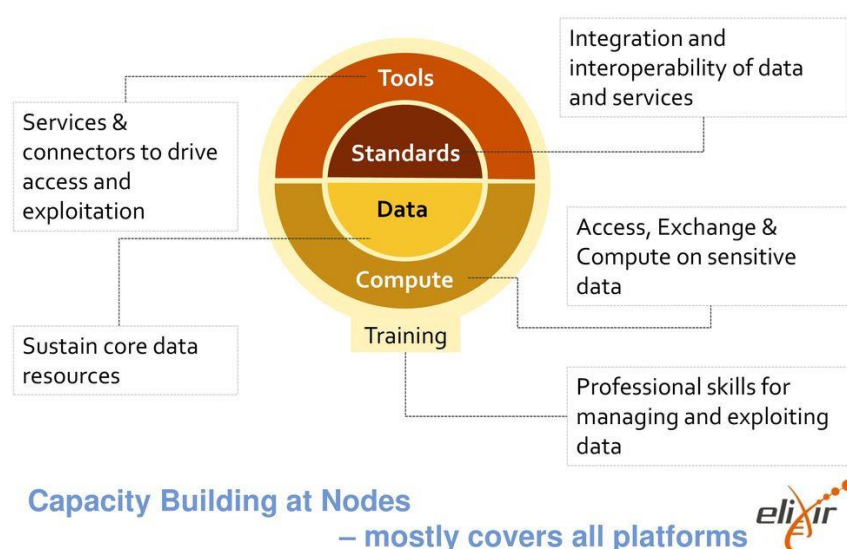 Tools
Standards
Data
Compute
Training
Integration and
interoperability of data
and services
Services &
connectors to drive
access and
exploitation
Access, Exchange &
Compute on sensitive
data
Sustain core data
resources
Professional skills for
managing and exploiting
data
Capacity Building at Nodes
– mostly covers all platforms
elixir